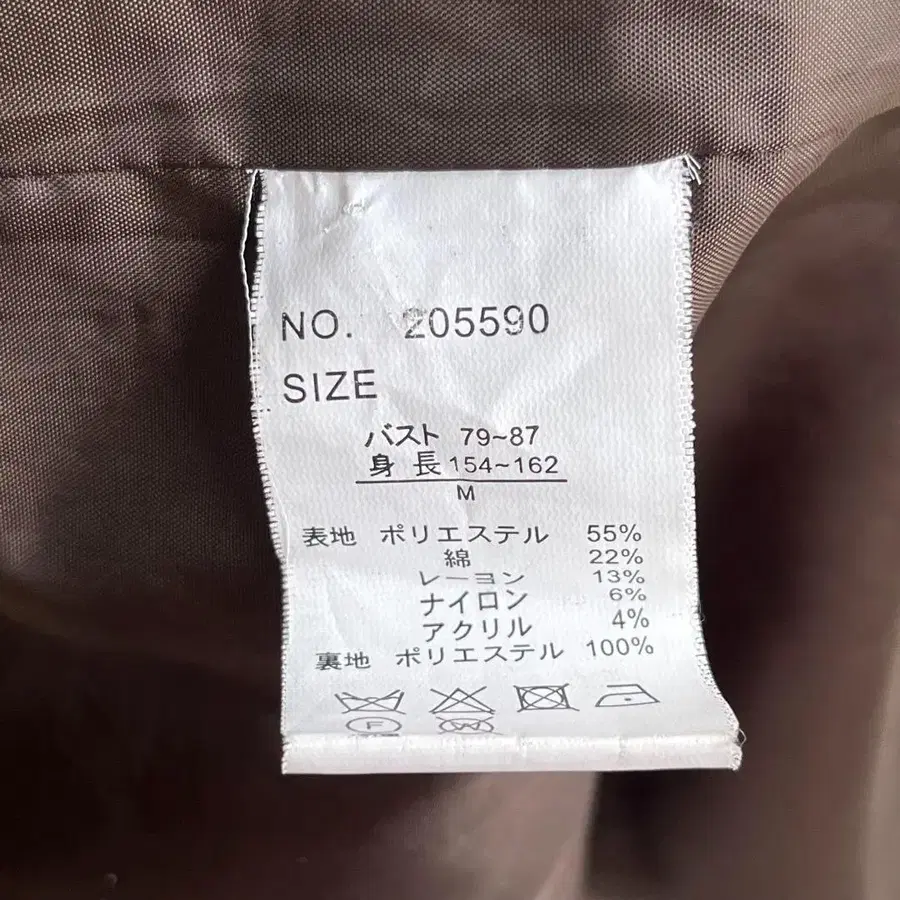 NO. 205590
SIZE
バスト 79~87
身長 154~162
M
表地 ポリエステル 55%
綿 22%
レーヨン 13%
ナイロン 6%
アクリル 4%
裏地 ポリエステル 100%
F W